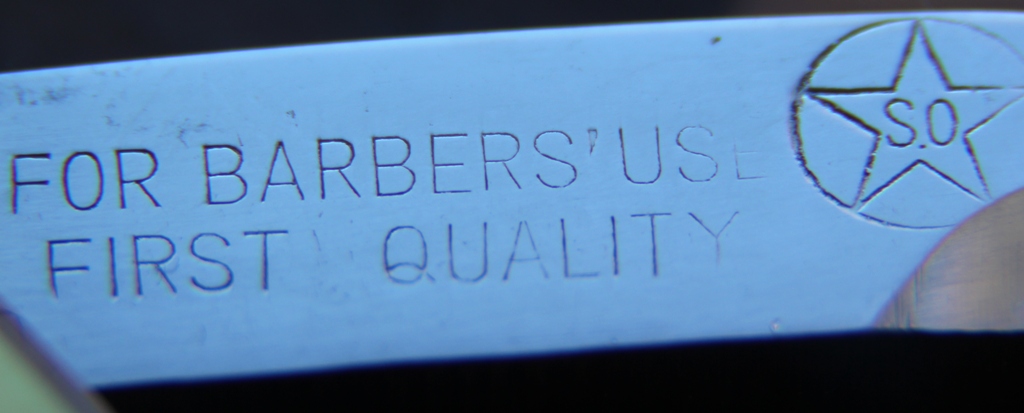 FOR BARBERS' USE
FIRST QUALITY
S.O